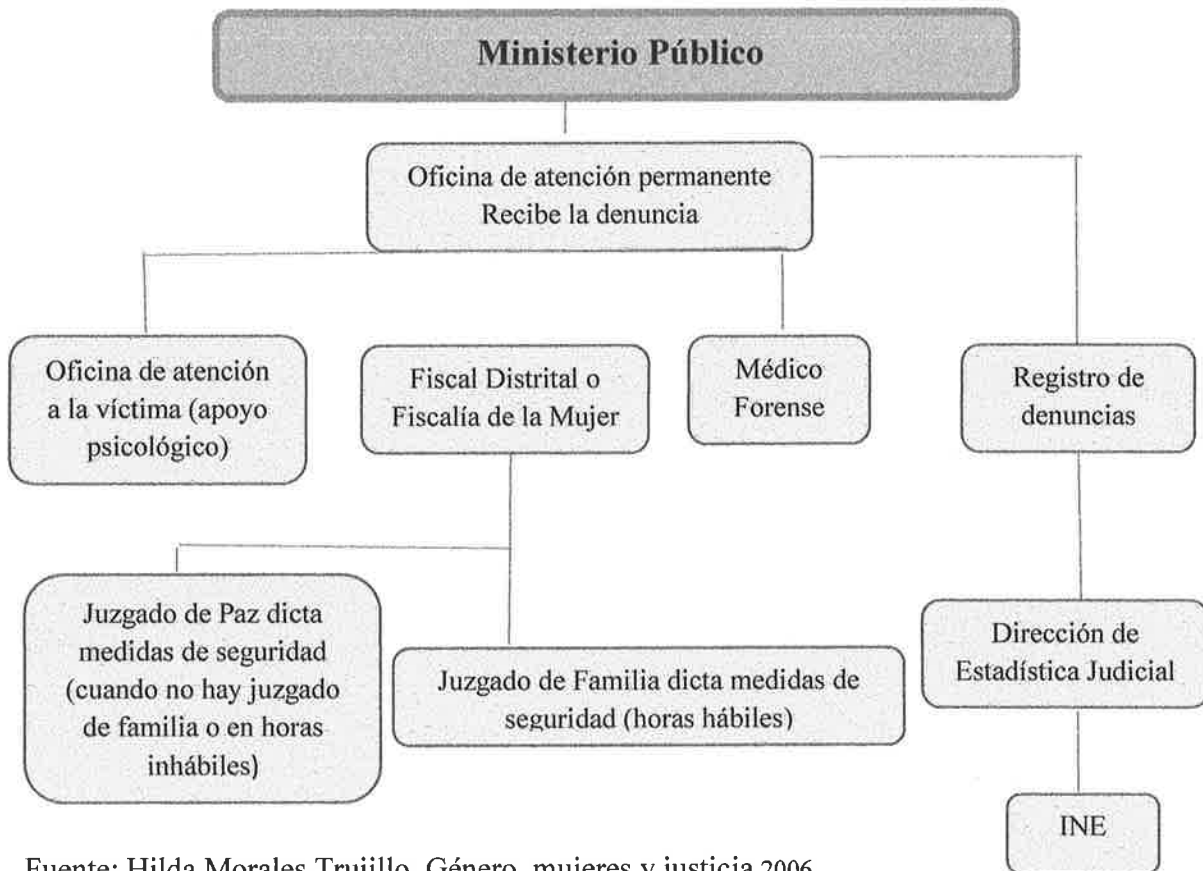 Ministerio Público
Oficina de atención permanente
Recibe la denuncia
Oficina de atención
a la víctima (apoyo
psicológico)
Fiscal Distrital o
Fiscalía de la Mujer
Médico
Forense
Registro de
denuncias
Juzgado de Paz dicta
medidas de seguridad
(cuando no hay juzgado
de familia o en horas
inhábiles)
Juzgado de Familia dicta medidas de
seguridad (horas hábiles)
Dirección de
Estadística Judicial
INE
Fuente: Hilda Morales Trujillo. Género, mujeres y justicia 2006